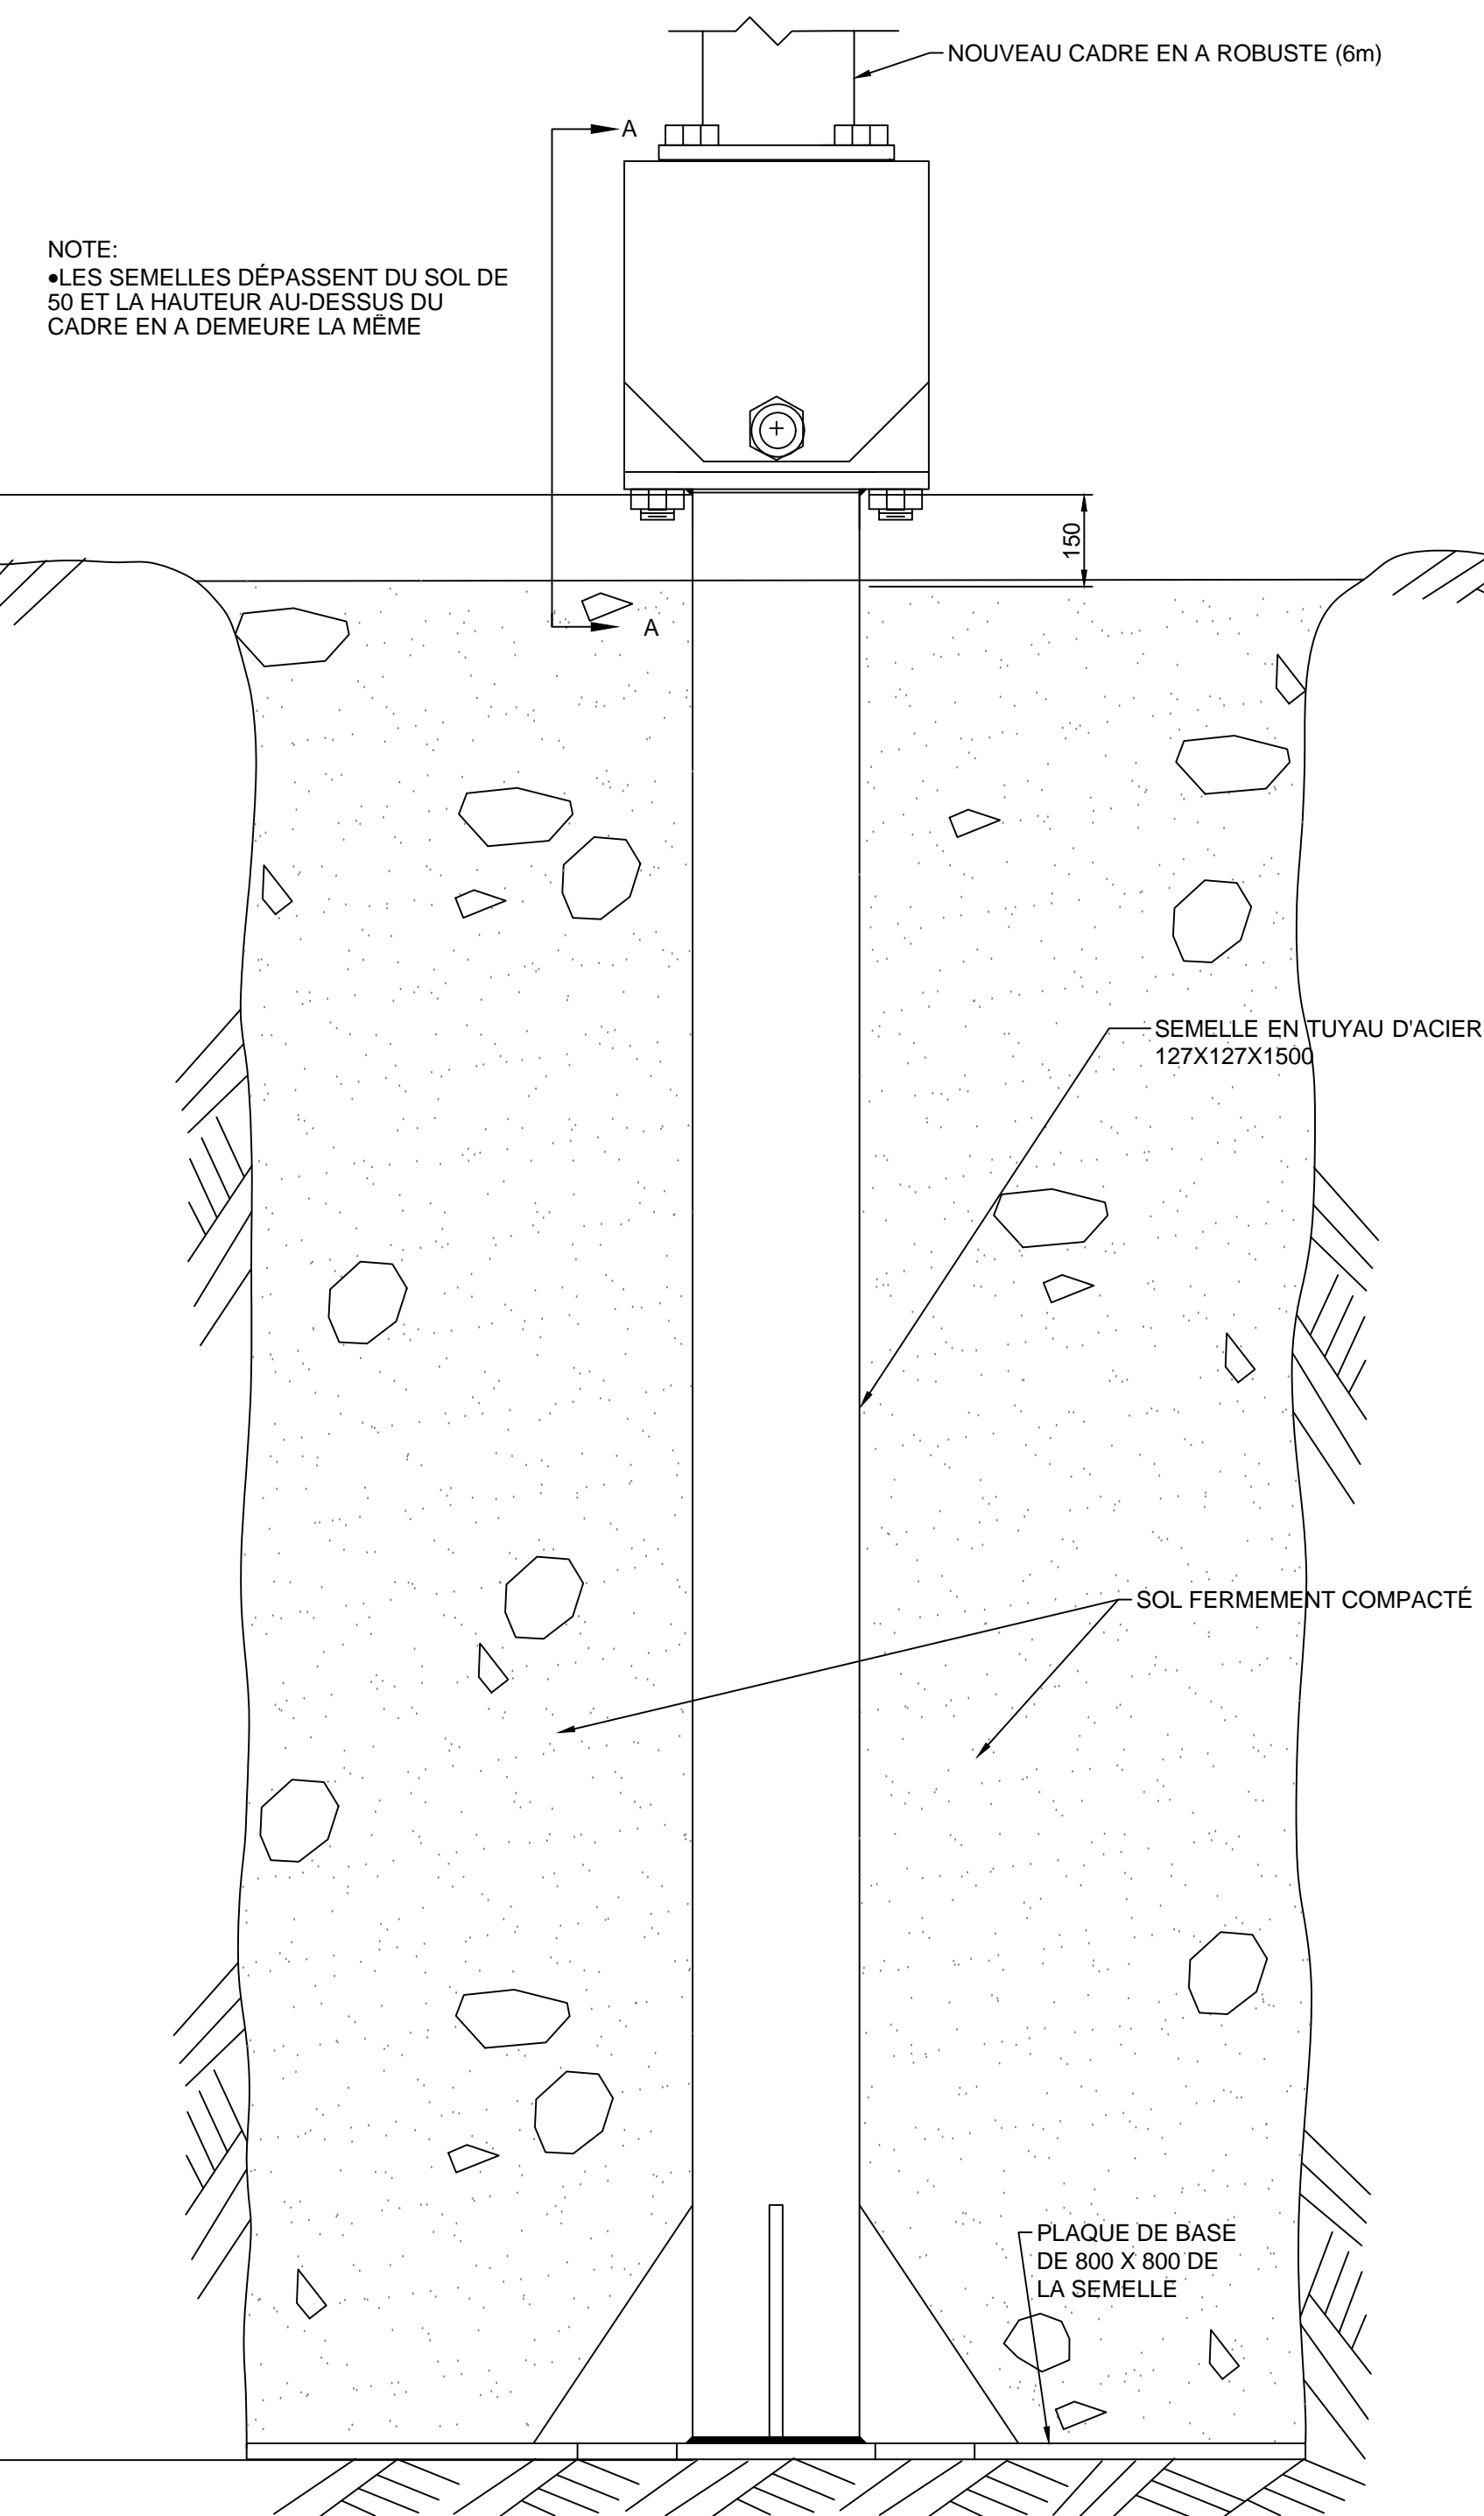 NOUVEAU CADRE EN A ROBUSTE (6m)
A
NOTE:
•LES SEMELLES DÉPASSENT DU SOL DE
50 ET LA HAUTEUR AU-DESSUS DU
CADRE EN A DEMEURE LA MÊME
150
A
SEMELLE EN TUYAU D'ACIER
127X127X1500
SOL FERMEMENT COMPACTÉ
PLAQUE DE BASE
DE 800 X 800 DE
LA SEMELLE